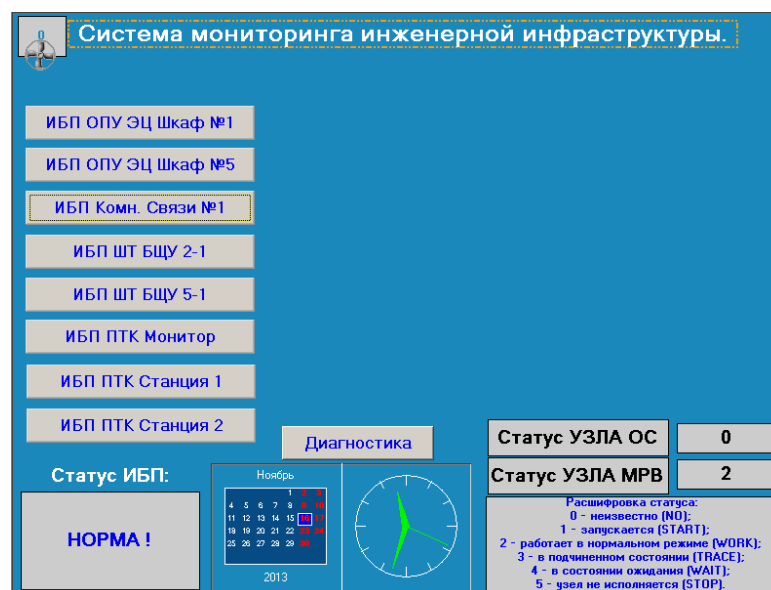 0
Система мониторинга инженерной инфраструктуры.
ИБП ОПУ ЭЦ Шкаф №1
ИБП ОПУ ЭЦ Шкаф №5
ИБП Комн. Связи №1
ИБП ШТ БЩУ 2-1
ИБП ШТ БЩУ 5-1
ИБП ПТК Монитор
ИБП ПТК Станция 1
ИБП ПТК Станция 2
Диагностика
Статус УЗЛА ОС 0
Статус ИБП:
НОРМА !
Ноябрь
1 2 3
4 5 6 7 8 9 10
11 12 13 14 15 16 17
18 19 20 21 22 23 24
25 26 27 28 29 30
2013
Статус УЗЛА МРВ 2
Расшифровка статуса:
0 - неизвестно (NO);
1 - запускается (START);
2 - работает в нормальном режиме (WORK);
3 - в подчиненном состоянии (TRACE);
4 - в состоянии ожидания (WAIT);
5 - узел не исполняется (STOP).